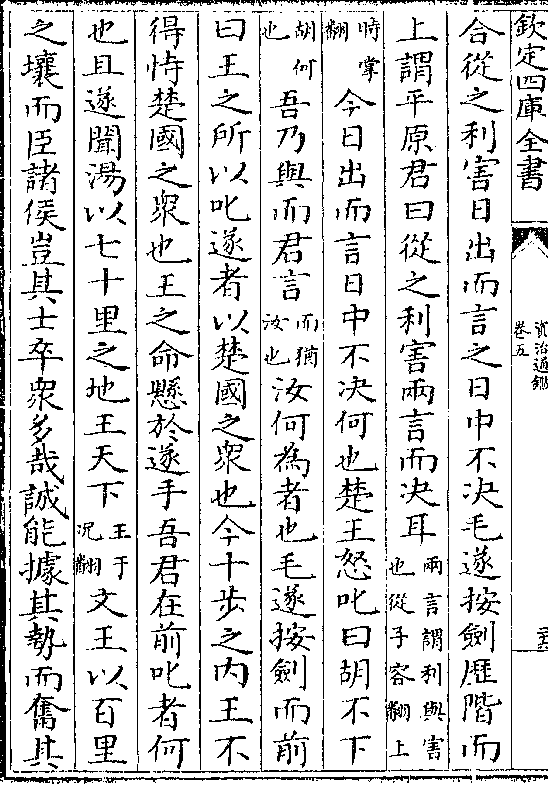 欽定四庫全書
資治通鑑
卷五
合從之利害日出而言之日中不决毛遂按劍歷階而
上謂平原君曰從之利害兩言而决耳兩言謂利與害也從子容翻上
時掌翻今日出而言日中不决何也楚王怒叱曰胡不下
胡何也吾乃與而君言而猶汝也汝何為者也毛遂按劍而前
曰王之所以叱遂者以楚國之衆也今十步之內王不
得恃楚國之衆也王之命懸於遂手吾君在前叱者何
也且遂聞湯以七十里之地王天下王于况翻文王以百里
之壤而臣諸侯豈其士卒衆多哉誠能據其勢而奮其